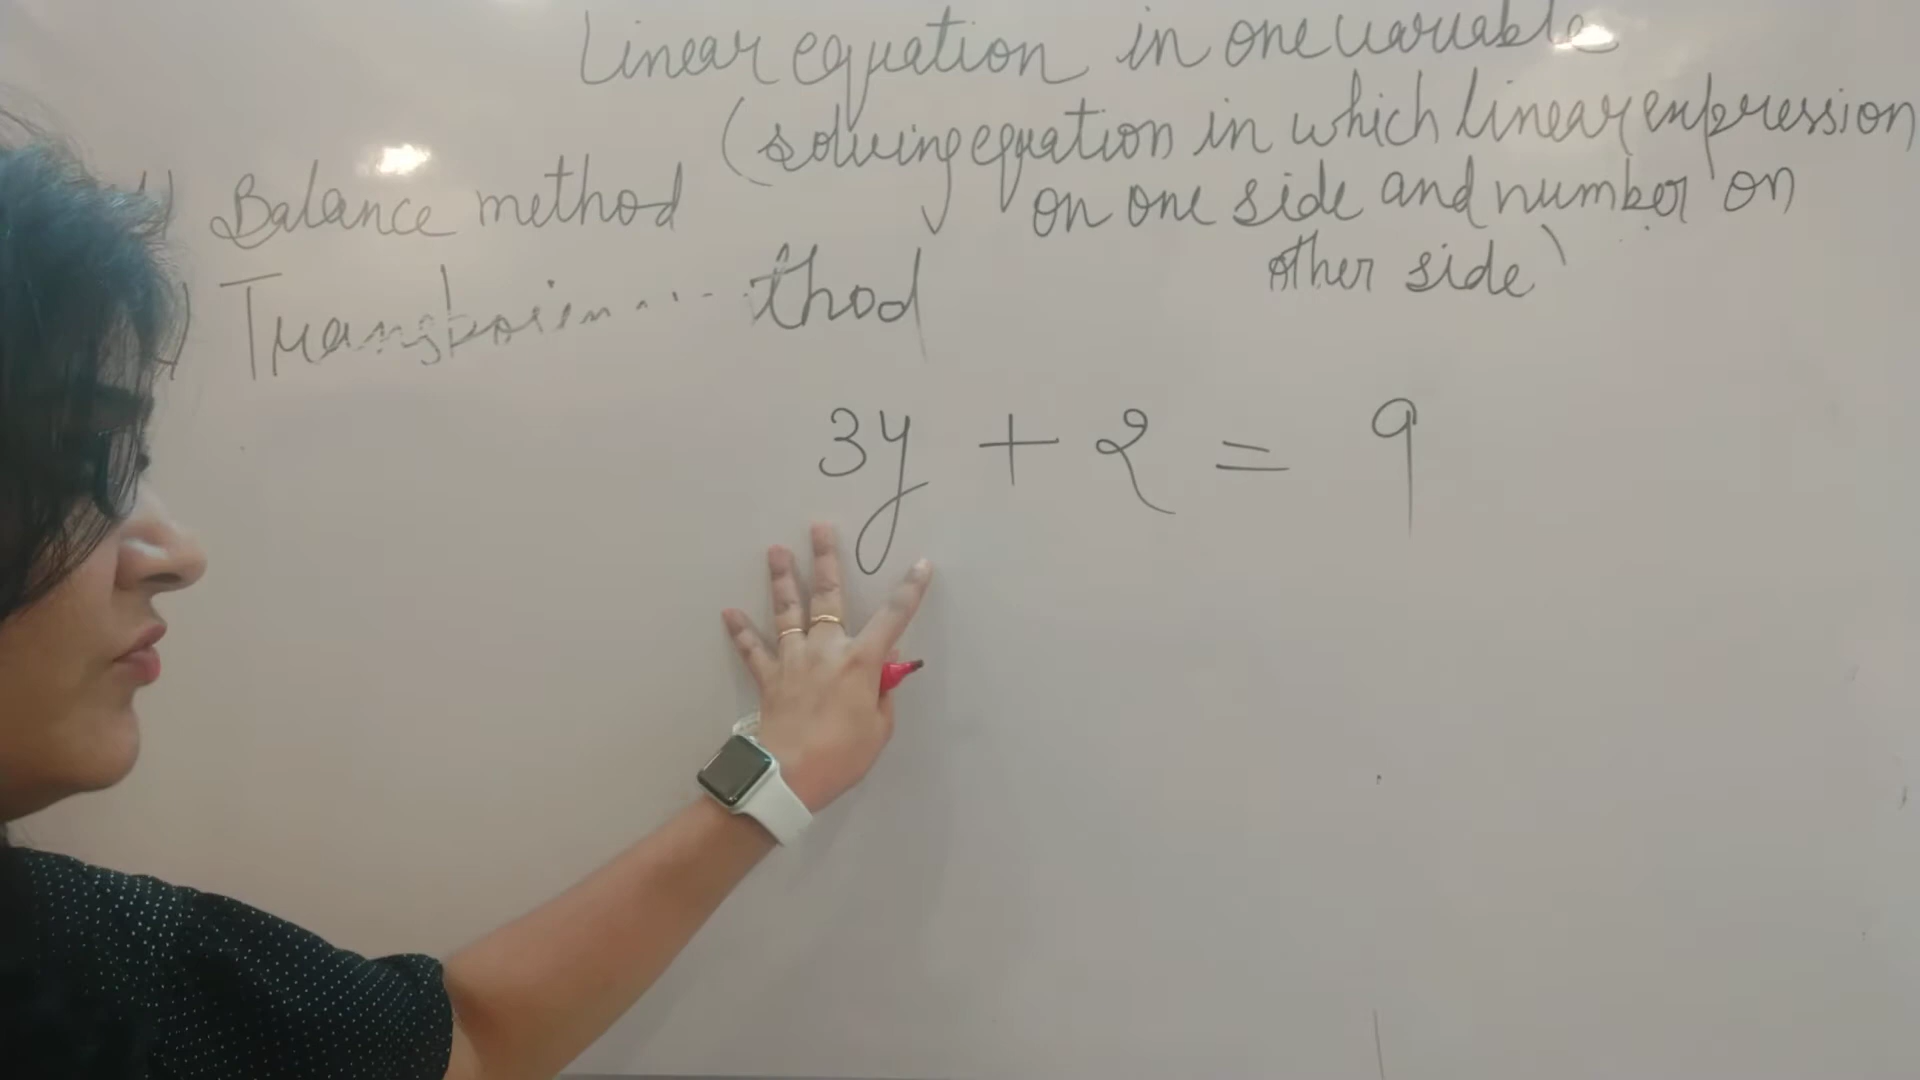 Linear equation in one variable
(solving equation in which linear expression
on one side and number on
other side)
Balance method
thod
3y + 2 = 9